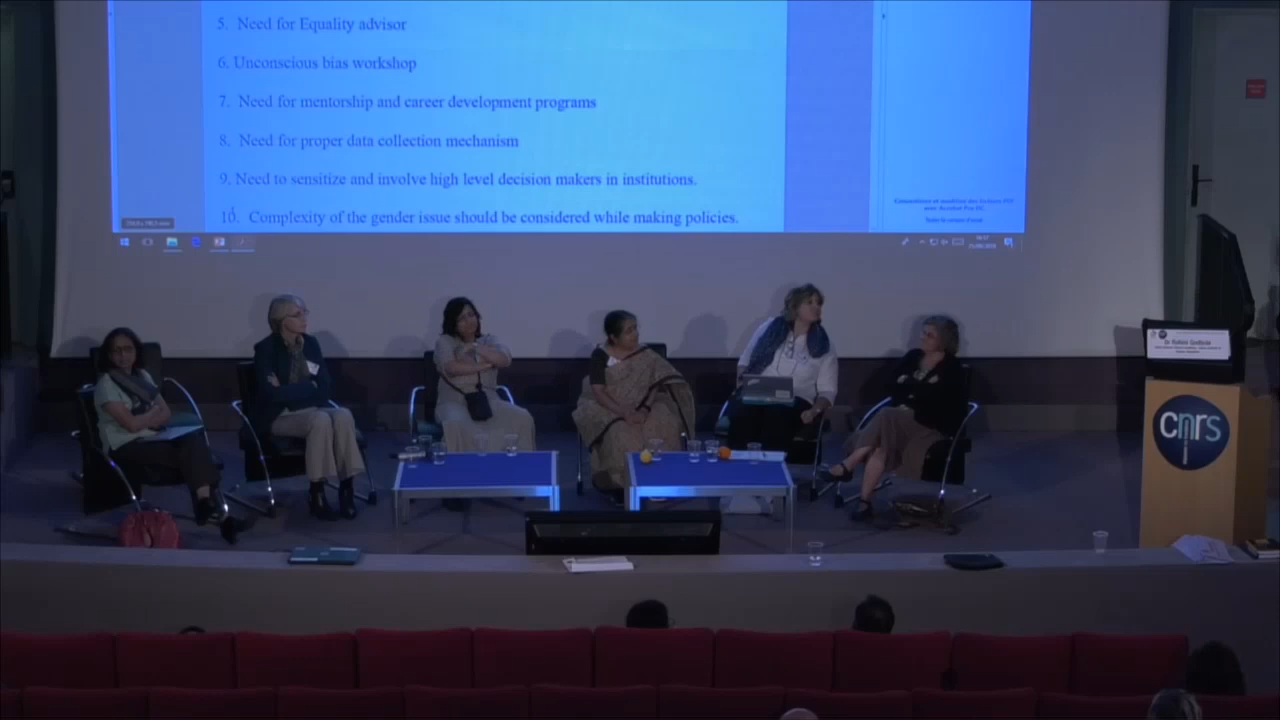 5. Need for Equality advisor
6. Unconscious bias workshop
7. Need for mentorship and career development programs
8. Need for proper data collection mechanism
9. Need to sensitize and involve high level decision makers in institutions.
10. Complexity of the gender issue should be considered while making policies.
cnrs